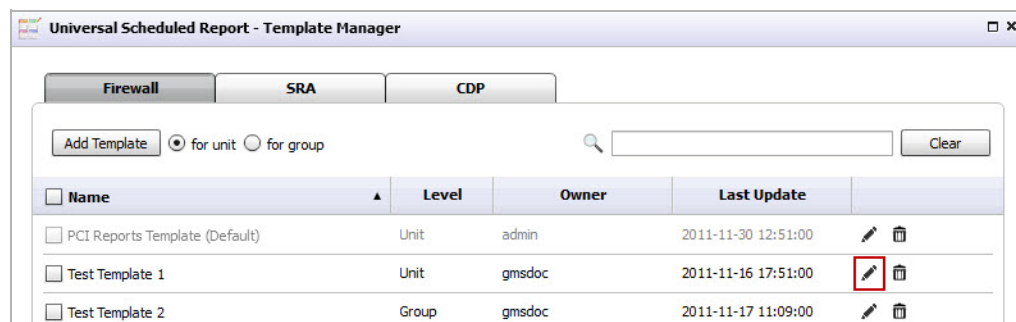 Universal Scheduled Report - Template Manager
Firewall SRA CDP
Add Template for unit for group Clear
Name Level Owner Last Update
PCI Reports Template (Default) Unit admin 2011-11-30 12:51:00
Test Template 1 Unit gmsdoc 2011-11-16 17:51:00
Test Template 2 Group gmsdoc 2011-11-17 11:09:00